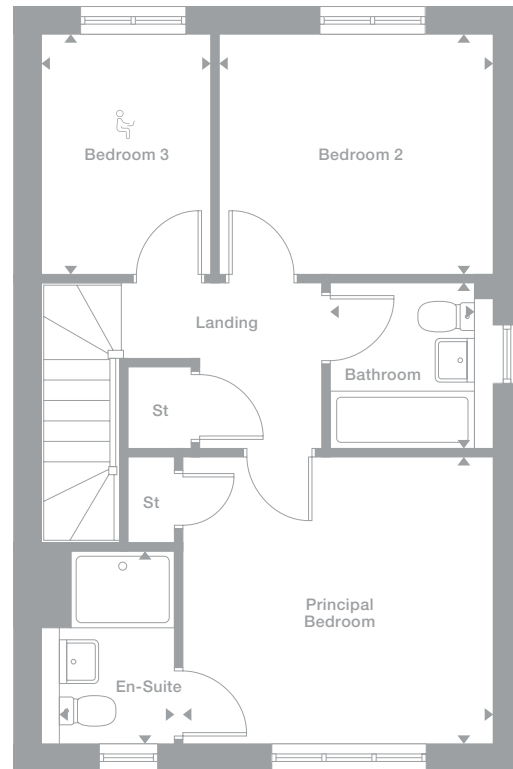 Bedroom 3
Bedroom 2
Landing
Bathroom
St
St
Principal
Bedroom
En-Suite